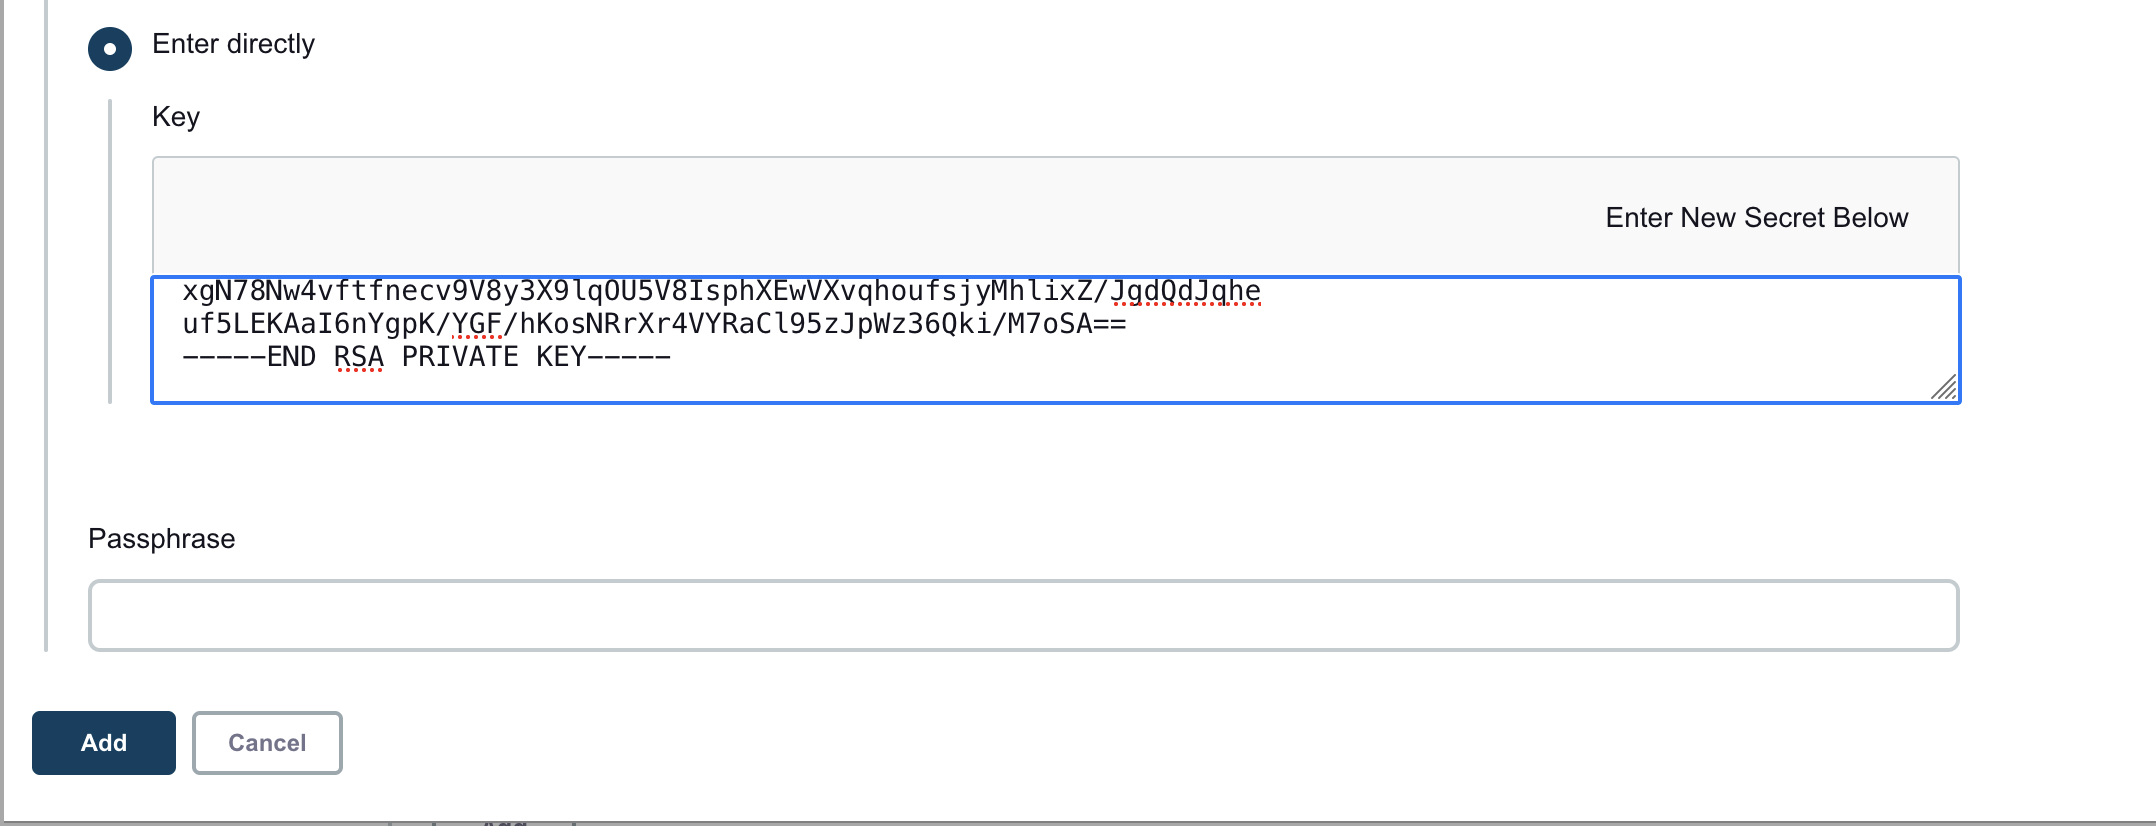 Enter directly
Key
Enter New Secret Below
xgN78Nw4vftfnecv9V8y3X9lqOU5V8IsphXEwVXvqhoufsjyMhlixZ/JgdQdJqhe
uf5LEKAaI6nYgpK/YGF/hKosNRrXr4VYRaCl95zJpWz36Qki/M7oSA==
-----END RSA PRIVATE KEY-----
Passphrase
Add
Cancel